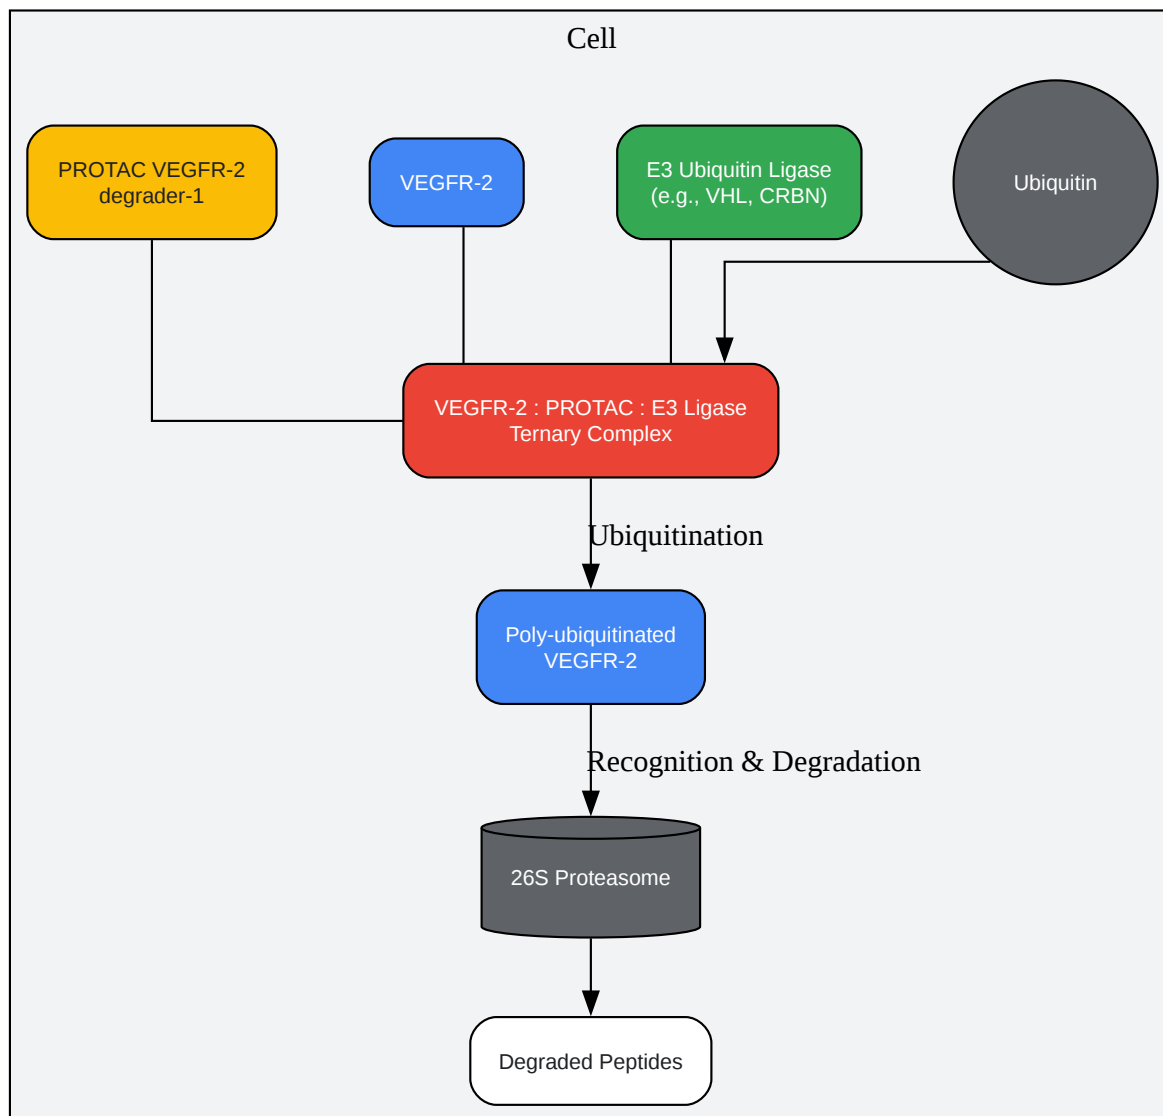 Cell
PROTAC VEGFR-2
degrader-1
VEGFR-2
E3 Ubiquitin Ligase
(e.g., VHL, CRBN)
Ubiquitin
VEGFR-2 : PROTAC : E3 Ligase
Ternary Complex
Ubiquitination
Poly-ubiquitinated
VEGFR-2
Recognition & Degradation
26S Proteasome
Degraded Peptides